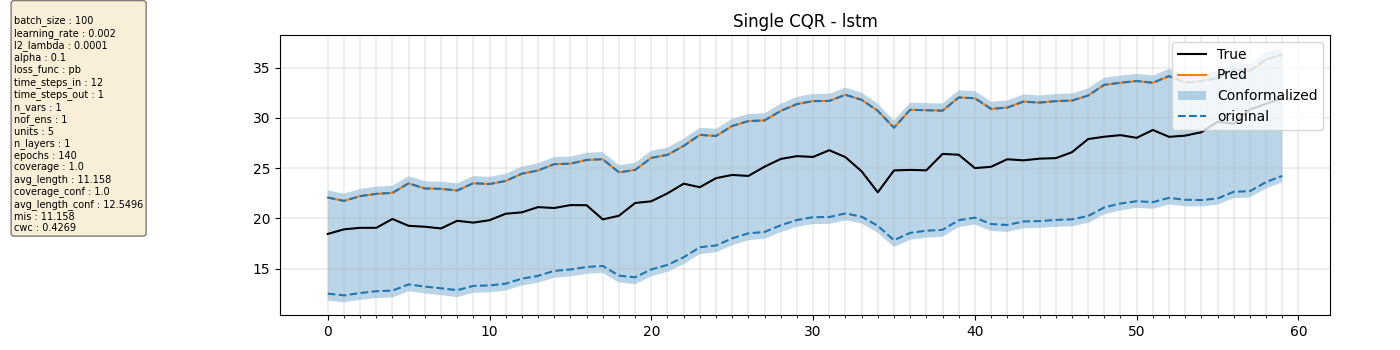 batch_size : 100
learning_rate : 0.002
l2_lambda : 0.0001
alpha : 0.1
loss_func : pb
time_steps_in : 12
time_steps_out : 1
n_vars : 1
nof_ens : 1
units : 5
n_layers : 1
epochs : 140
coverage : 1.0
avg_length : 11.158
coverage_conf : 1.0
avg_length_conf : 12.5496
mis : 11.158
cwc : 0.4269
Single CQR - lstm
True
Pred
Conformalized
original
35
30
25
20
15
0 10 20 30 40 50 60